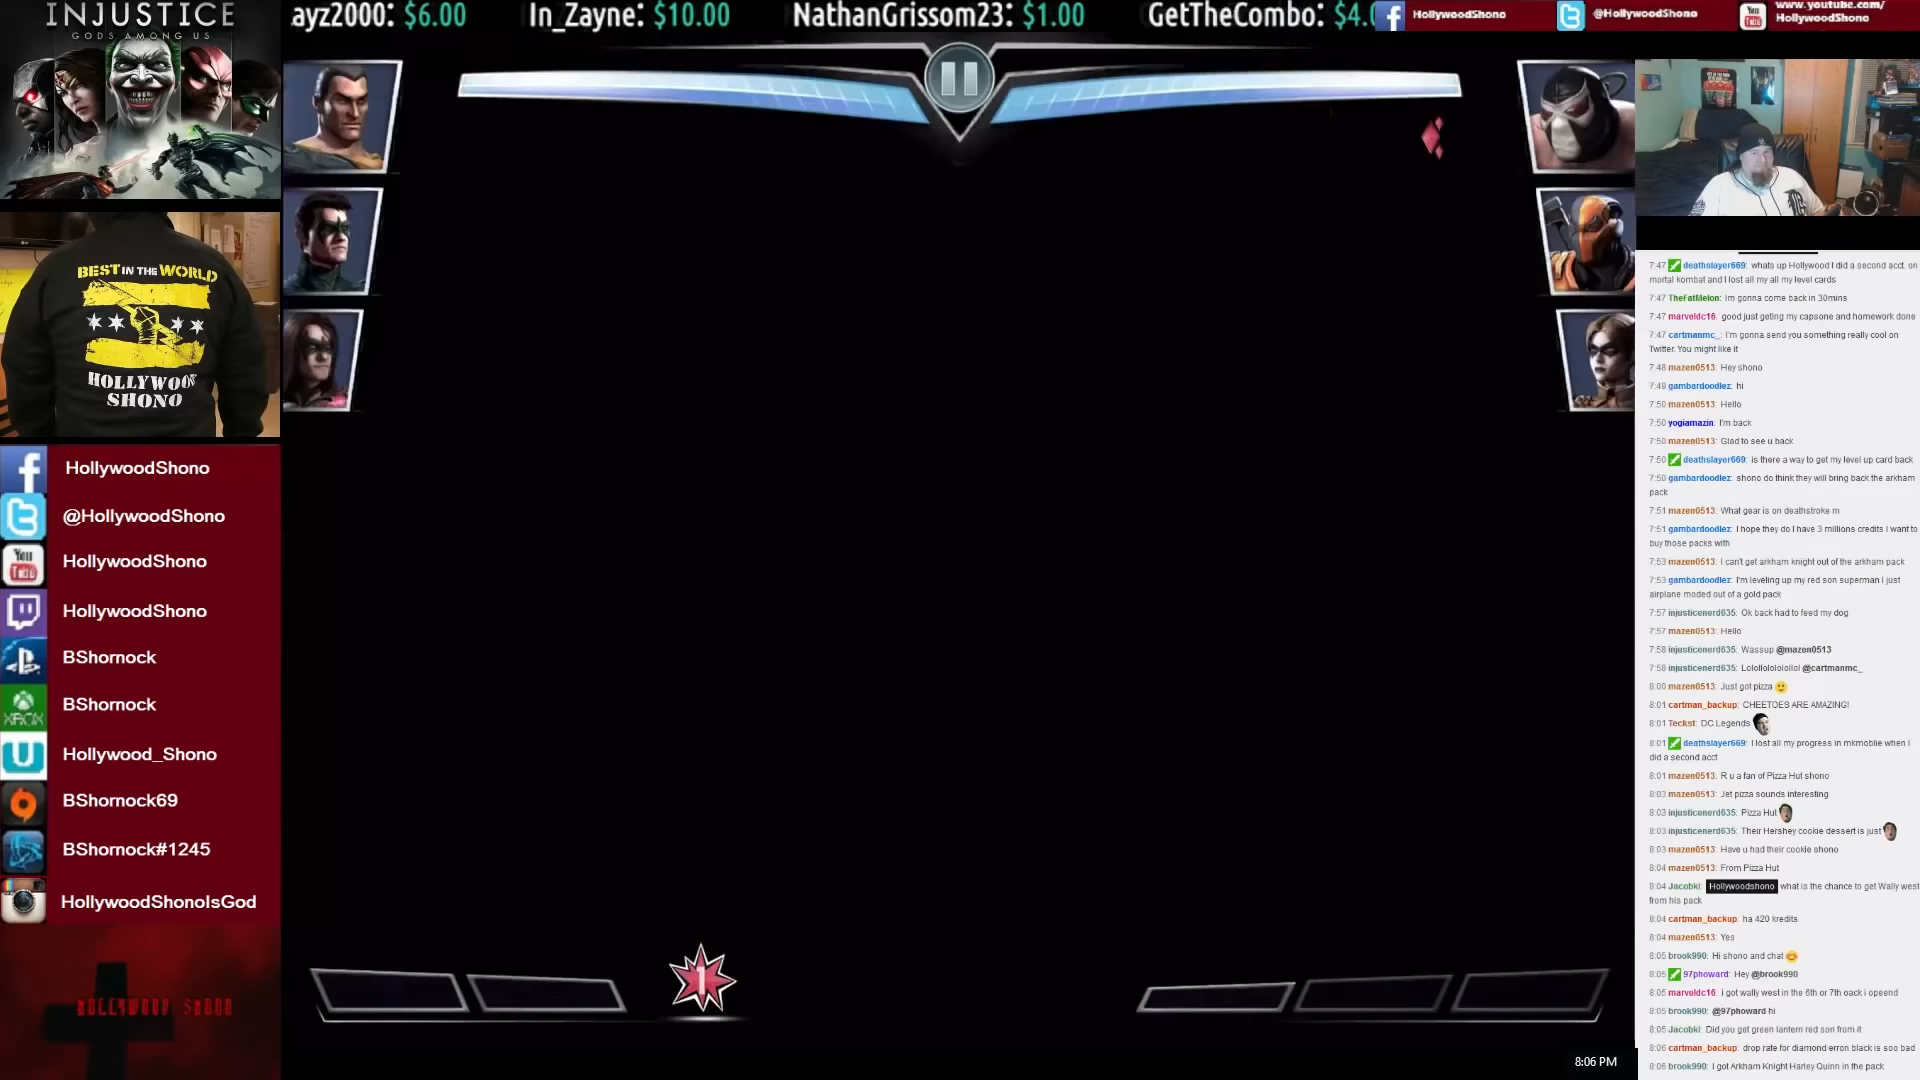 INJUSTICE
GODS AMONG US
ayz2000: $6.00
In_Zayne: $10.00
NathanGrissom23: $1.00
GetTheCombo: $4.
HollywoodShono
@HollywoodShono
www.youtube.com/
HollywoodShono
BEST IN THE WORLD
HOLLYWOOD
SHONO
HollywoodShono
@HollywoodShono
You
HollywoodShono
HollywoodShono
BShornock
XBOX
BShornock
Hollywood_Shono
BShornock69
BShornock#1245
HollywoodShonoIsGod
HOLLYWOOD SHONO
1
8:06 PM
7:47 deathslayer669: whats up Hollywood I did a second acct. on
mortal kombat and I lost all my all my level cards
7:47 TheFatMelon: Im gonna come back in 30mins
7:47 marveldc16: good just geting my capsone and homework done
7:47 cartmanmc_: I'm gonna send you something really cool on
Twitter. You might like it
7:48 mazen0513: Hey shono
7:49 gambardoodlez: hi
7:50 mazen0513: Hello
7:50 yogiamazin: I'm back
7:50 mazen0513: Glad to see u back
7:50 deathslayer669: is there a way to get my level up card back
7:50 gambardoodlez: shono do think they will bring back the arkham
pack
7:51 mazen0513: What gear is on deathstroke m
7:51 gambardoodlez: I hope they do I have 3 millions credits i want to
buy those packs with
7:53 mazen0513: I can't get arkham knight out of the arkham pack
7:53 gambardoodlez: I'm leveling up my red son superman I just
airplane moded out of a gold pack
7:57 injusticenerd635: Ok back had to feed my dog
7:57 mazen0513: Hello
7:58 injusticenerd635: Wassup @mazen0513
7:58 injusticenerd635: Lolollolololollol @cartmanmc_
8:00 mazen0513: Just got pizza
8:01 cartman_backup: CHEETOES ARE AMAZING!
8:01 Teckst: DC Legends
8:01 deathslayer669: I lost all my progress in mkmoblie when I
did a second acct
8:01 mazen0513: R u a fan of Pizza Hut shono
8:03 mazen0513: Jet pizza sounds interesting
8:03 injusticenerd635: Pizza Hut
8:03 injusticenerd635: Their Hershey cookie dessert is just
8:03 mazen0513: Have u had their cookie shono
8:04 mazen0513: From Pizza Hut
8:04 Jacobki: Hollywoodshono what is the chance to get Wally west
from his pack
8:04 cartman_backup: ha 420 kredits
8:04 mazen0513: Yes
8:05 brook990: Hi shono and chat
8:05 97phoward: Hey @brook990
8:05 marveldc16: i got wally west in the 6th or 7th oack i opeend
8:05 brook990: @97phoward hi
8:05 Jacobki: Did you get green lantern red son from it
8:06 cartman_backup: drop rate for diamond erron black is soo bad
8:06 brook990: I got Arkham Knight Harley Quinn in the pack